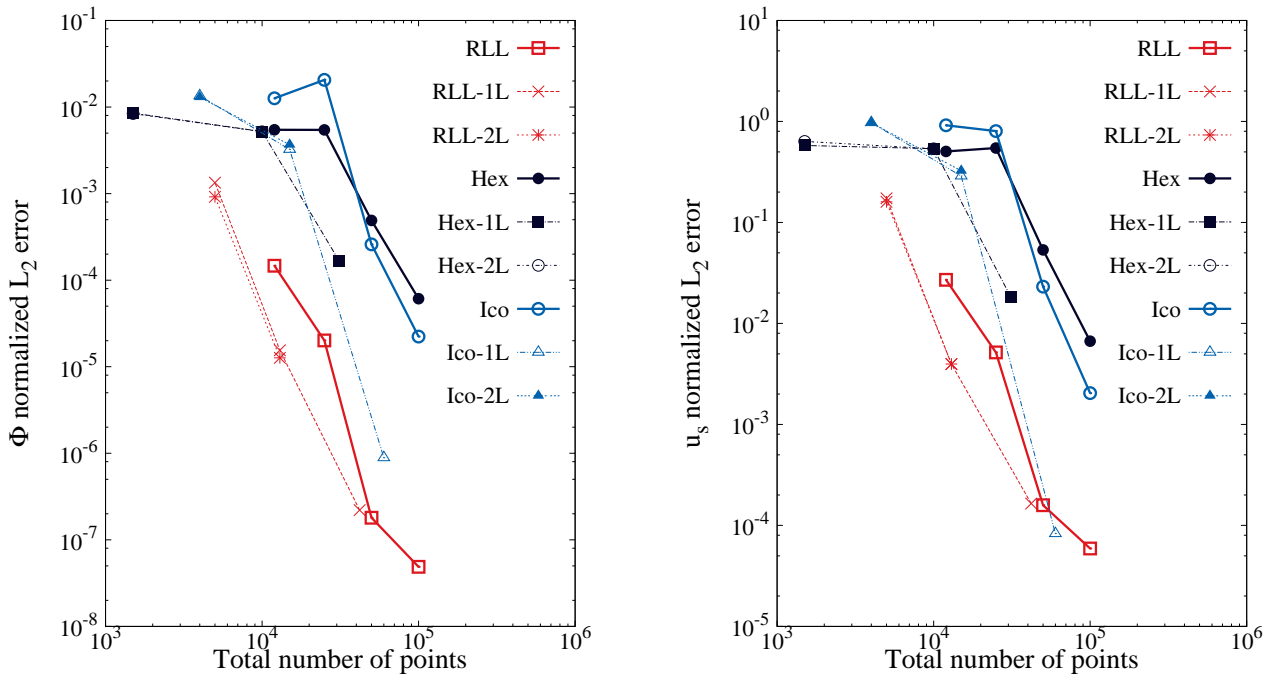 Φ normalized L2 error
10^-1
10^-2
10^-3
10^-4
10^-5
10^-6
10^-7
10^-8
10^3
10^4
10^5
10^6
Total number of points
RLL
RLL-1L
RLL-2L
Hex
Hex-1L
Hex-2L
Ico
Ico-1L
Ico-2L
u_s normalized L2 error
10^1
10^0
10^-1
10^-2
10^-3
10^-4
10^-5
10^3
10^4
10^5
10^6
Total number of points
RLL
RLL-1L
RLL-2L
Hex
Hex-1L
Hex-2L
Ico
Ico-1L
Ico-2L